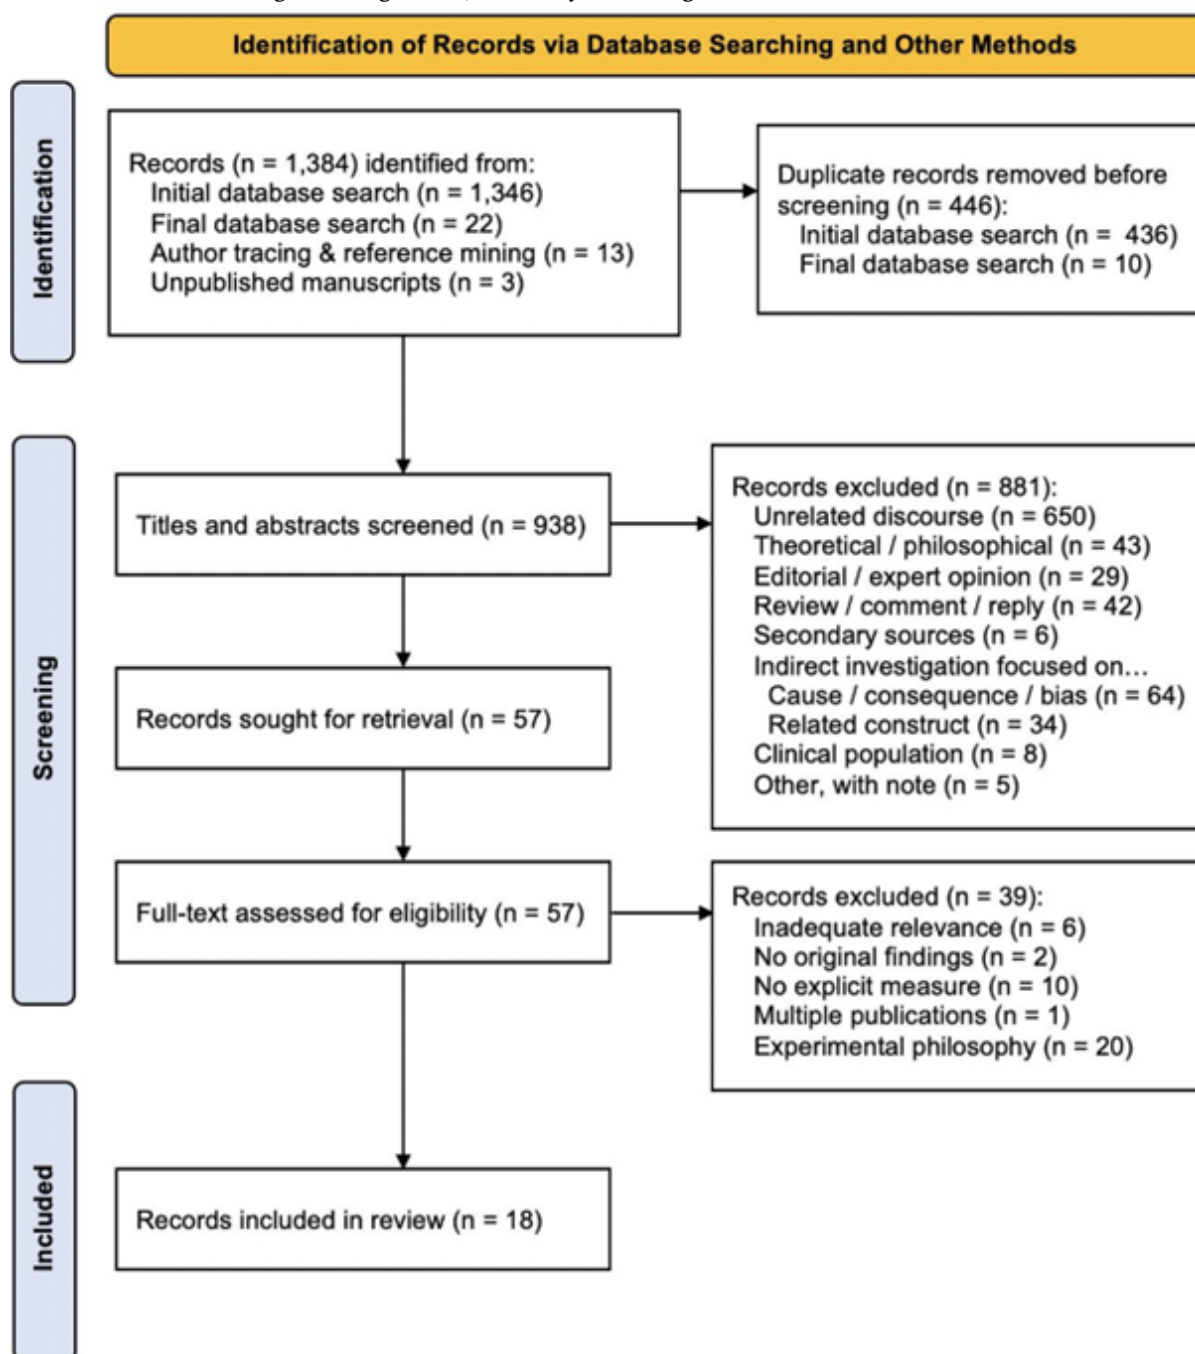 Identification of Records via Database Searching and Other Methods
Identification
Records (n = 1,384) identified from:
Initial database search (n = 1,346)
Final database search (n = 22)
Author tracing & reference mining (n = 13)
Unpublished manuscripts (n = 3)
Duplicate records removed before
screening (n = 446):
Initial database search (n =  436)
Final database search (n = 10)
Screening
Titles and abstracts screened (n = 938)
Records excluded (n = 881):
Unrelated discourse (n = 650)
Theoretical / philosophical (n = 43)
Editorial / expert opinion (n = 29)
Review / comment / reply (n = 42)
Secondary sources (n = 6)
Indirect investigation focused on…
Cause / consequence / bias (n = 64)
Related construct (n = 34)
Clinical population (n = 8)
Other, with note (n = 5)
Records sought for retrieval (n = 57)
Full-text assessed for eligibility (n = 57)
Records excluded (n = 39):
Inadequate relevance (n = 6)
No original findings (n = 2)
No explicit measure (n = 10)
Multiple publications (n = 1)
Experimental philosophy (n = 20)
Included
Records included in review (n = 18)